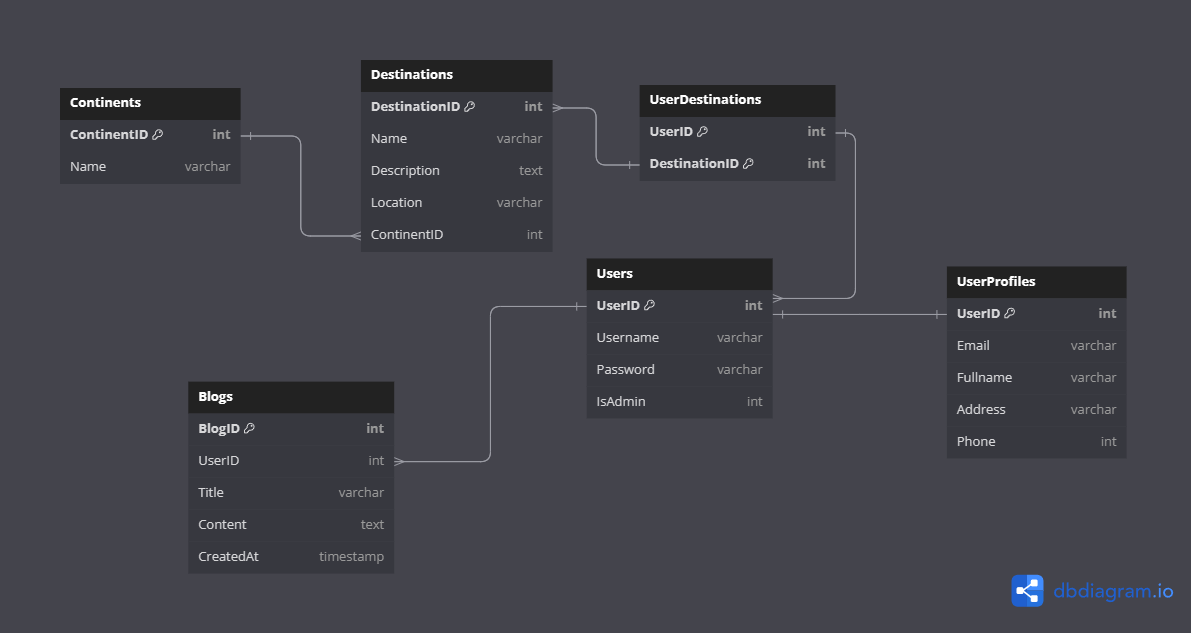 Continents
ContinentID int
Name varchar
Destinations
DestinationID int
Name varchar
Description text
Location varchar
ContinentID int
UserDestinations
UserID int
DestinationID int
Users
UserID int
Username varchar
Password varchar
IsAdmin int
UserProfiles
UserID int
Email varchar
Fullname varchar
Address varchar
Phone int
Blogs
BlogID int
UserID int
Title varchar
Content text
CreatedAt timestamp
dbdiagram.io